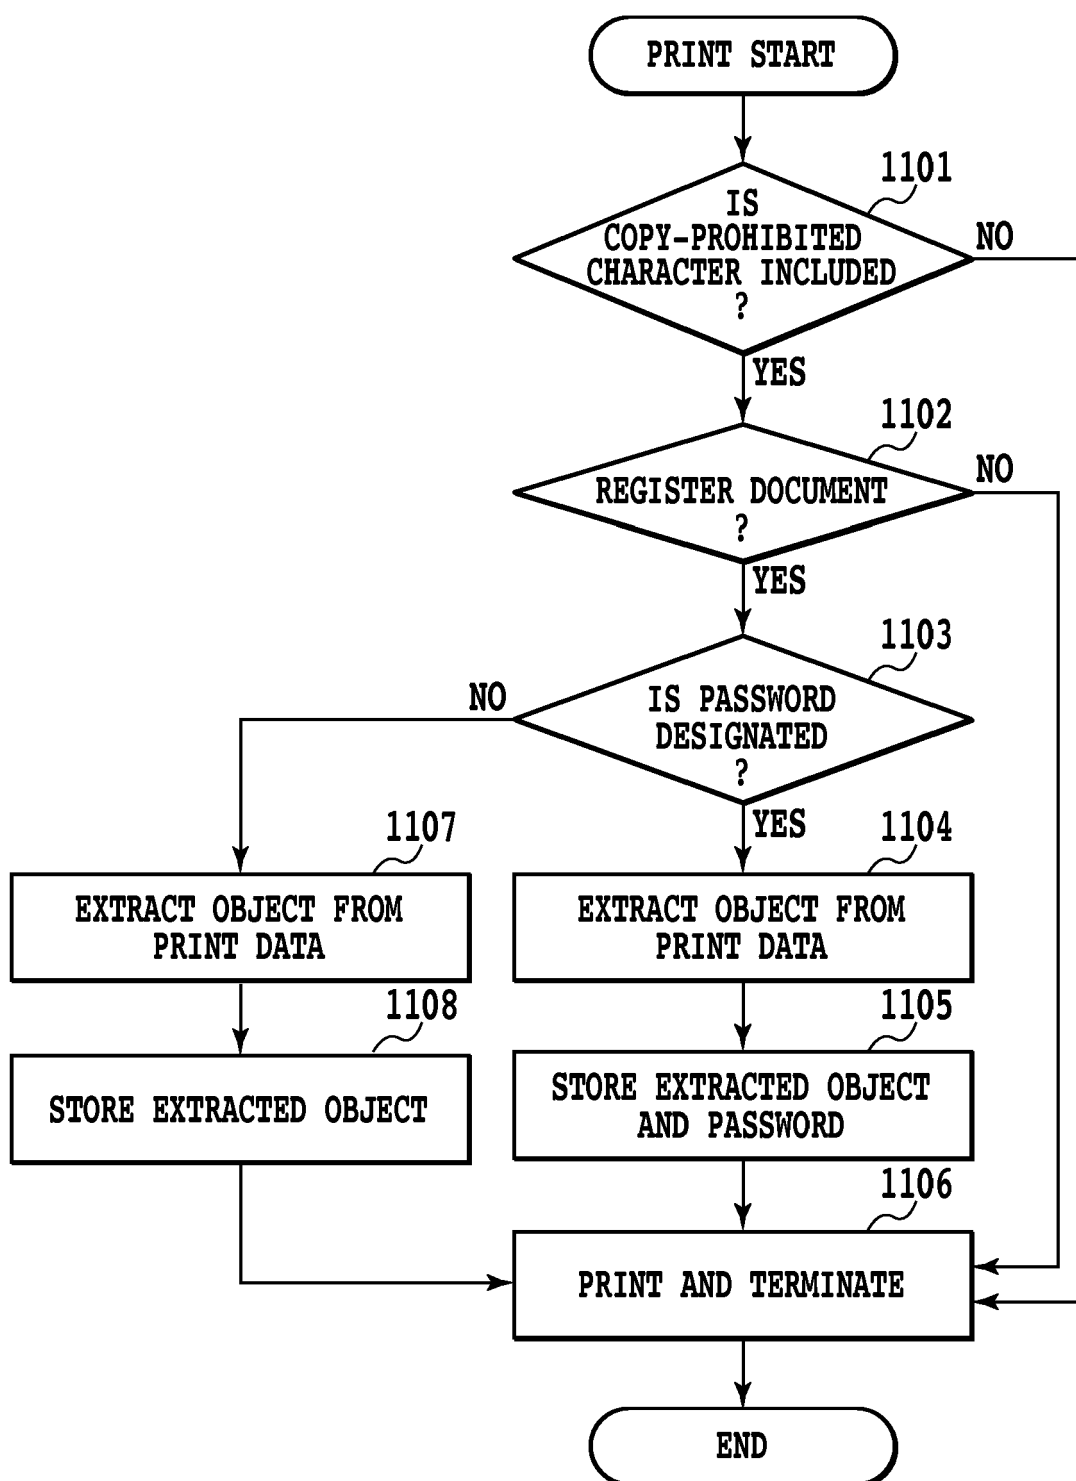 PRINT START
1101
IS
COPY-PROHIBITED
CHARACTER INCLUDED
?
NO
YES
1102
REGISTER DOCUMENT
?
NO
YES
1103
IS PASSWORD
DESIGNATED
?
NO
YES
1107
EXTRACT OBJECT FROM
PRINT DATA
1104
EXTRACT OBJECT FROM
PRINT DATA
1108
STORE EXTRACTED OBJECT
1105
STORE EXTRACTED OBJECT
AND PASSWORD
1106
PRINT AND TERMINATE
END